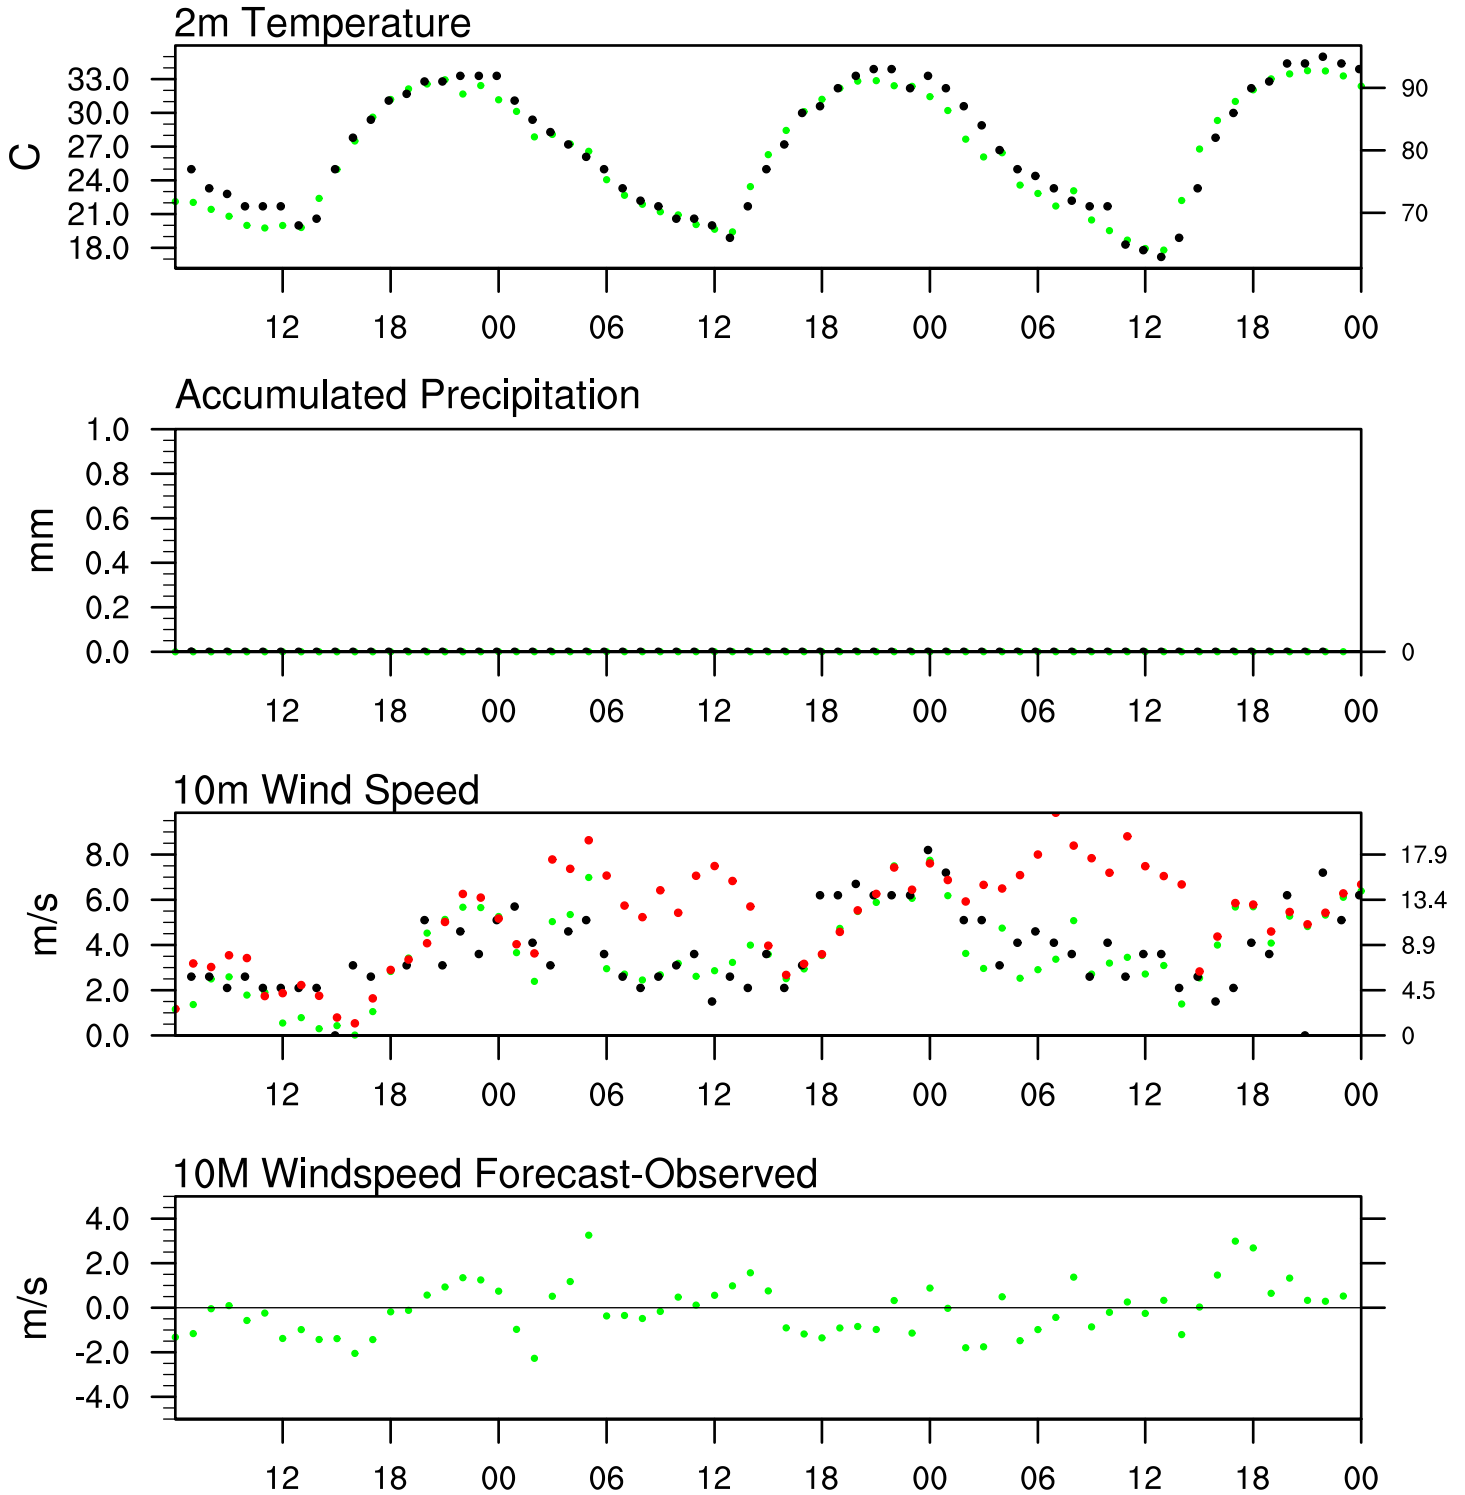 2m Temperature
33.0
30.0
27.0
24.0
21.0
18.0
C
90
80
70
12 18 00 06 12 18 00 06 12 18 00
Accumulated Precipitation
1.0
0.8
0.6
0.4
0.2
0.0
mm
0
12 18 00 06 12 18 00 06 12 18 00
10m Wind Speed
8.0
6.0
4.0
2.0
0.0
m/s
17.9
13.4
8.9
4.5
0
12 18 00 06 12 18 00 06 12 18 00
10M Windspeed Forecast-Observed
4.0
2.0
0.0
-2.0
-4.0
m/s
12 18 00 06 12 18 00 06 12 18 00